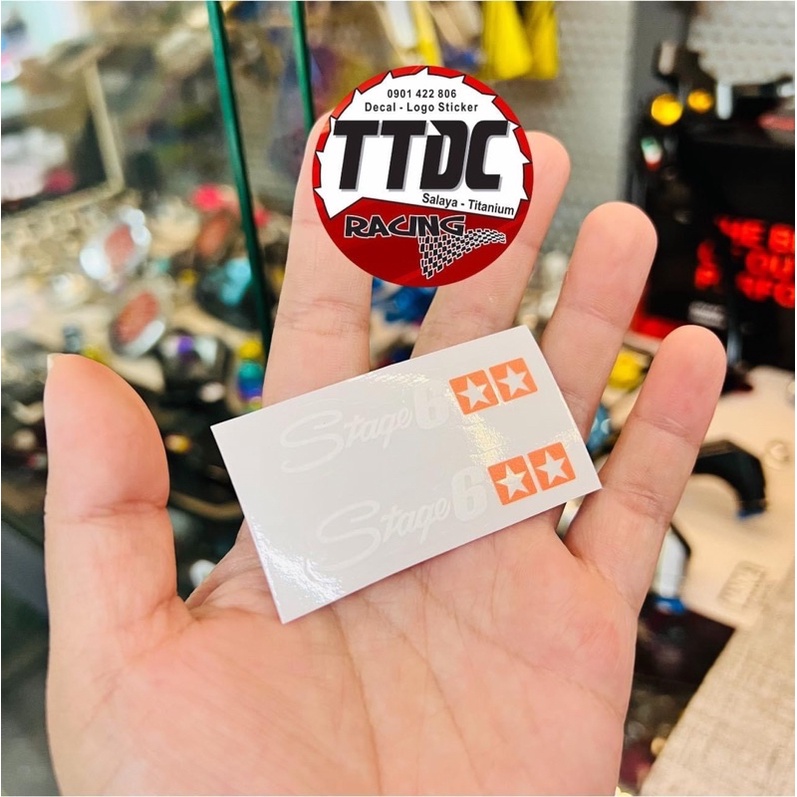 0901 422 806
Decal - Logo Sticker
TTDC
Salaya - Titanium
RACING
Stage6
Stage6